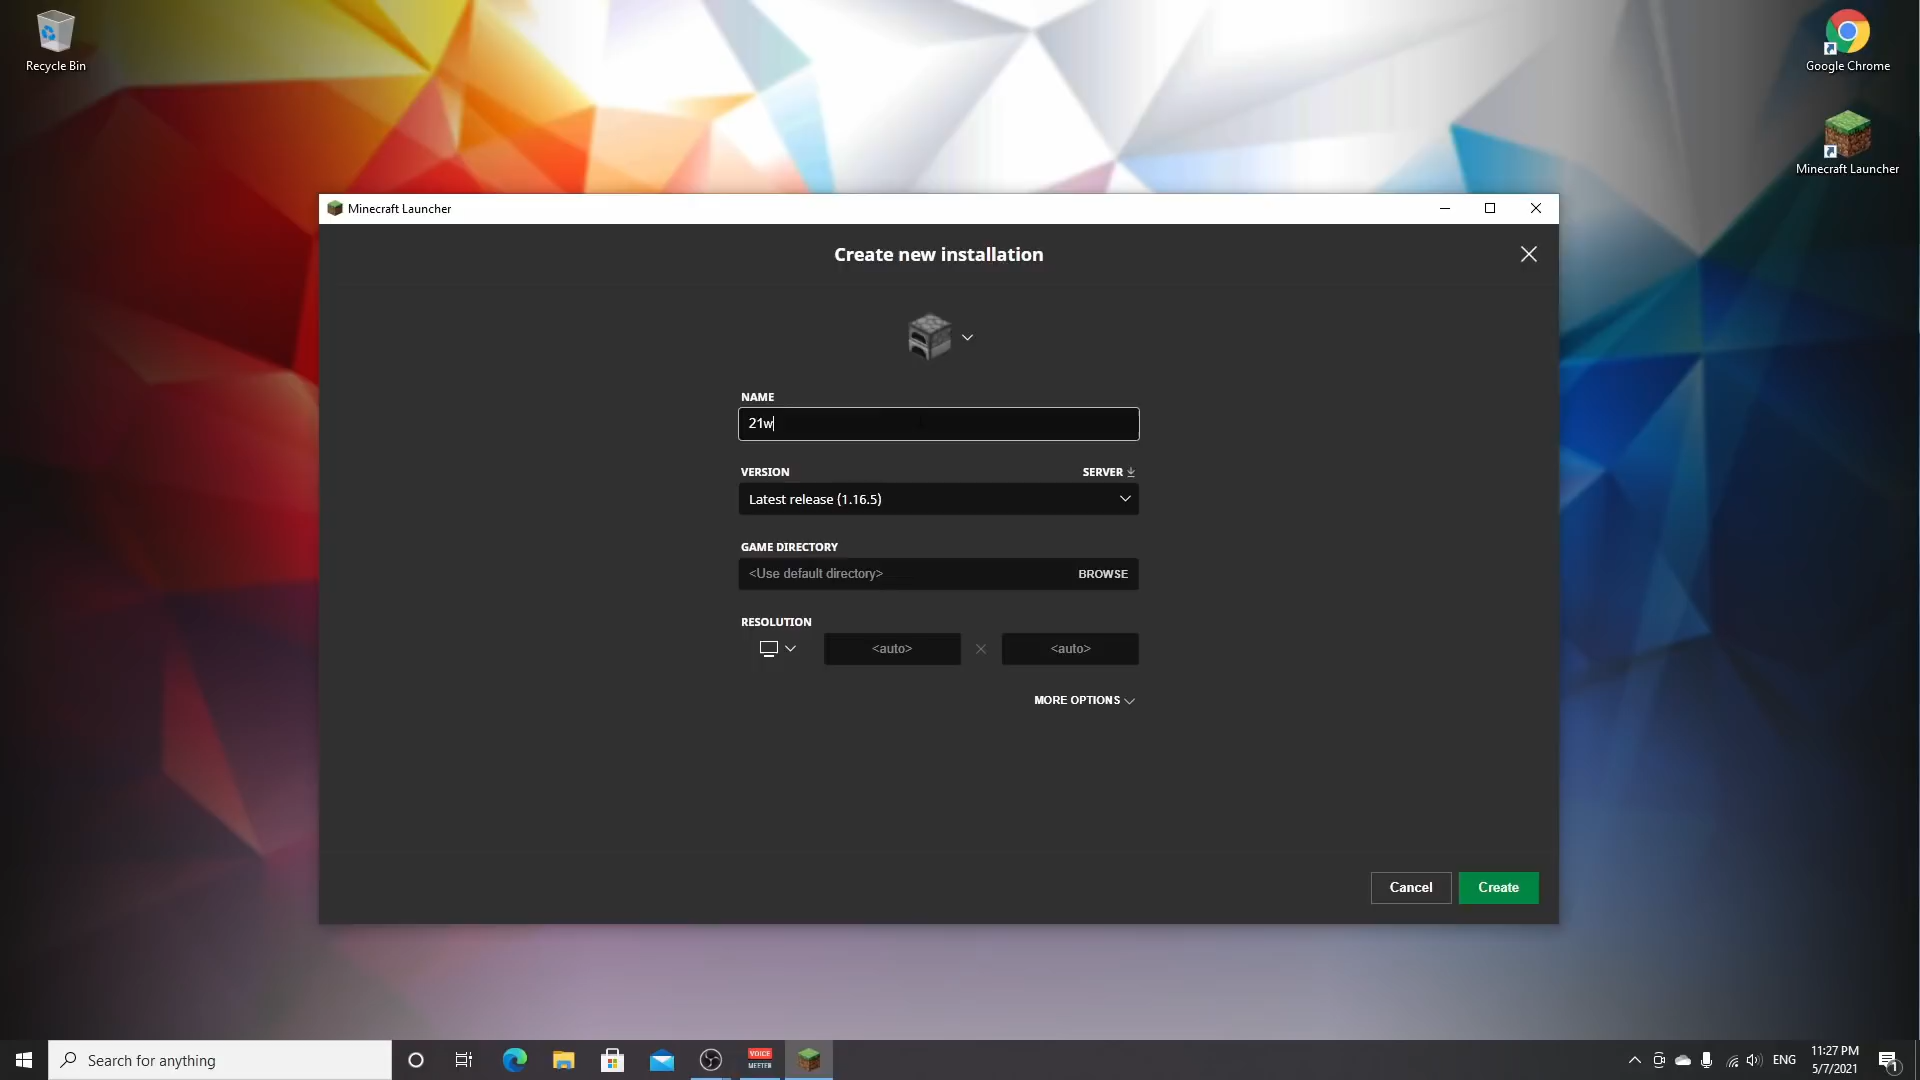 Recycle Bin
Google Chrome
Minecraft Launcher
Minecraft Launcher
Create new installation
NAME
21w
VERSION
SERVER
Latest release (1.16.5)
GAME DIRECTORY
<Use default directory>
BROWSE
RESOLUTION
<auto>
<auto>
MORE OPTIONS
Cancel
Create
Search for anything
VOICE
MEETER
ENG
11:27 PM
5/7/2021
1